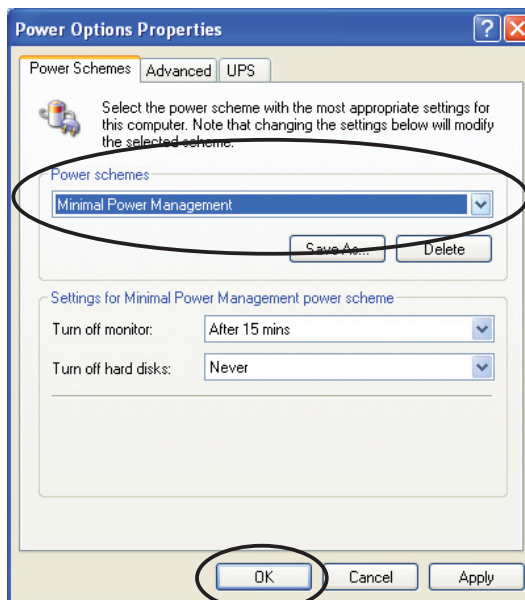 Power Options Properties
Power Schemes Advanced UPS
Select the power scheme with the most appropriate settings for
this computer. Note that changing the settings below will modify
the selected scheme.
Power schemes
Minimal Power Management
Save As... Delete
Settings for Minimal Power Management power scheme
Turn off monitor: After 15 mins
Turn off hard disks: Never
OK Cancel Apply